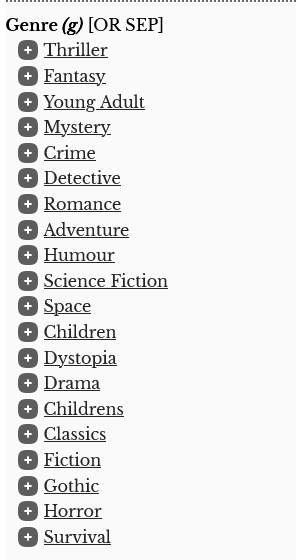 Genre (g) [OR SEP]
+ Thriller
+ Fantasy
+ Young Adult
+ Mystery
+ Crime
+ Detective
+ Romance
+ Adventure
+ Humour
+ Science Fiction
+ Space
+ Children
+ Dystopia
+ Drama
+ Childrens
+ Classics
+ Fiction
+ Gothic
+ Horror
+ Survival